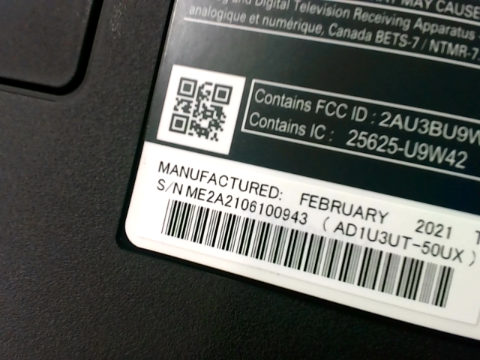 MAY CAUSE
and Digital Television Receiving Apparatus
analogique et numérique, Canada BETS-7 / NTMR-7
Contains FCC ID : 2AU3BU9W
Contains IC : 25625-U9W42
MANUFACTURED: FEBRUARY 2021
S/N ME2A2106100943 ( AD1U3UT-50UX )